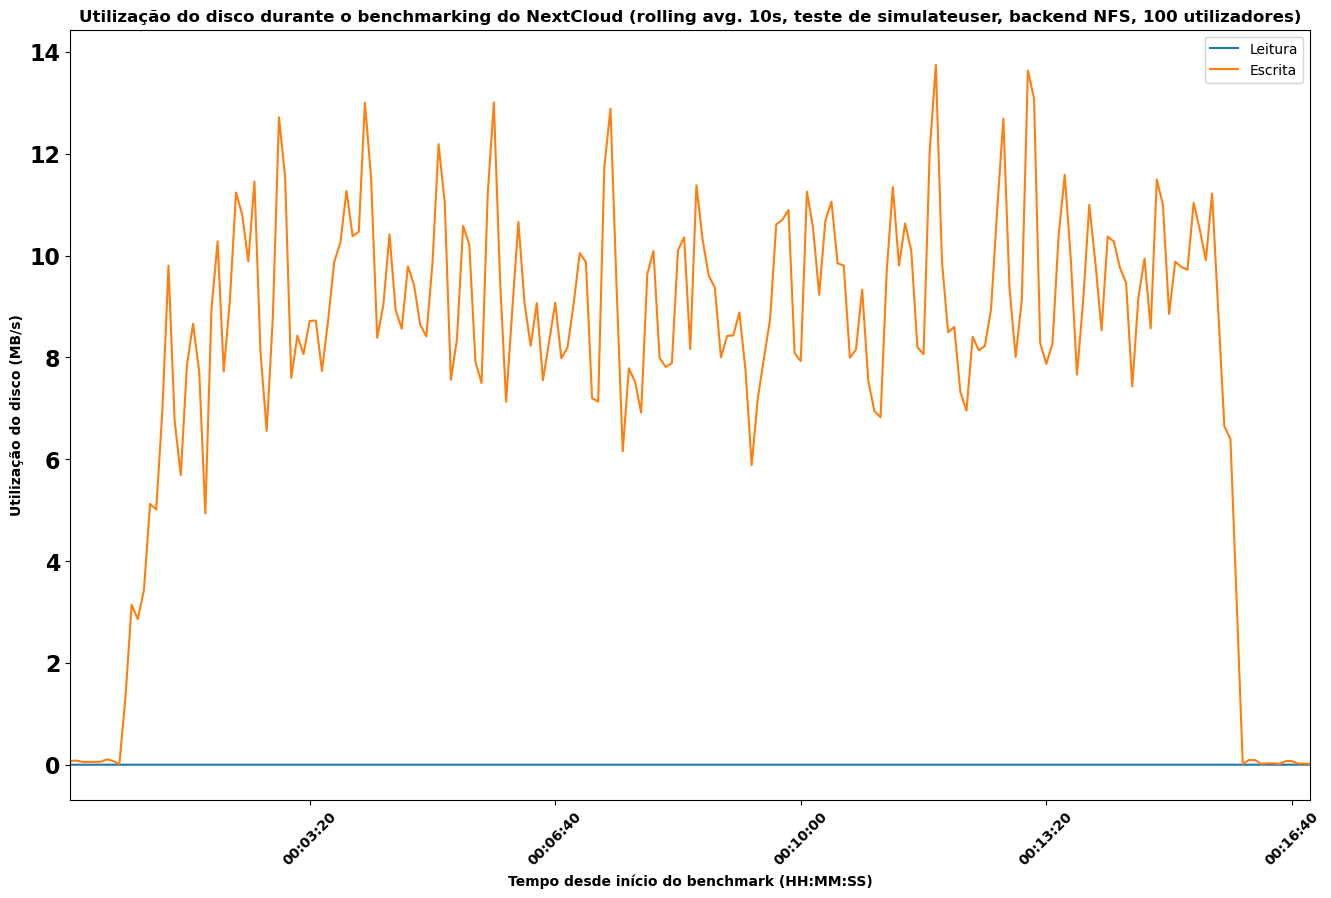 Utilização do disco durante o benchmarking do NextCloud (rolling avg. 10s, teste de simulateuser, backend NFS, 100 utilizadores)
Leitura
Escrita
Utilização do disco (MB/s)
14
12
10
8
6
4
2
0
00:03:20
00:06:40
00:10:00
00:13:20
00:16:40
Tempo desde início do benchmark (HH:MM:SS)